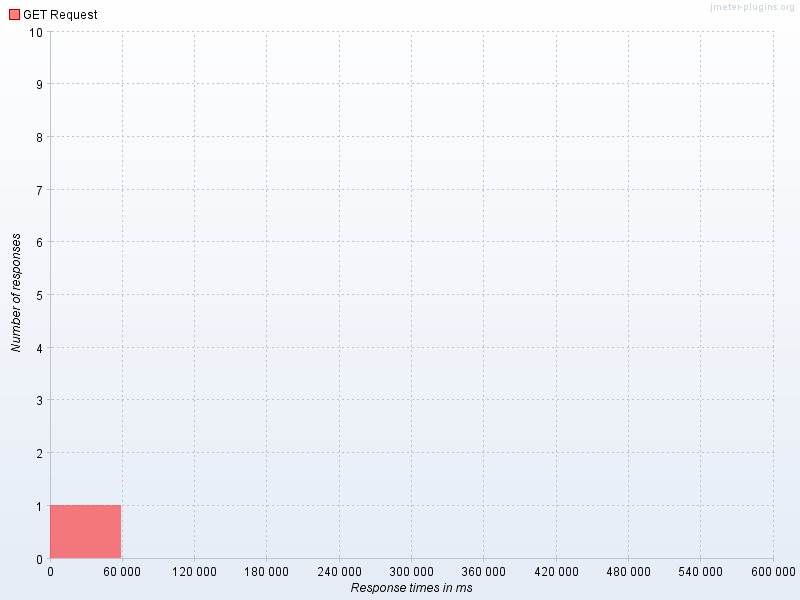 jmeter-plugins.org
GET Request
10
9
8
7
6
5
4
3
2
1
0
Number of responses
0 60 000 120 000 180 000 240 000 300 000 360 000 420 000 480 000 540 000 600 000
Response times in ms